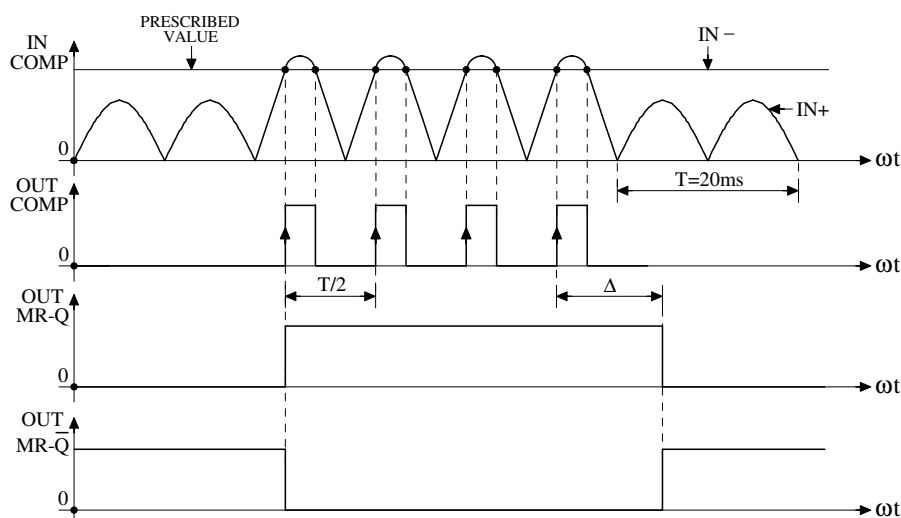 PRESCRIBED
VALUE
IN
COMP
IN –
IN+
0
ωt
T=20ms
OUT
COMP
0
ωt
T/2
Δ
OUT
MR-Q
0
ωt
OUT
MR-Q̅
0
ωt